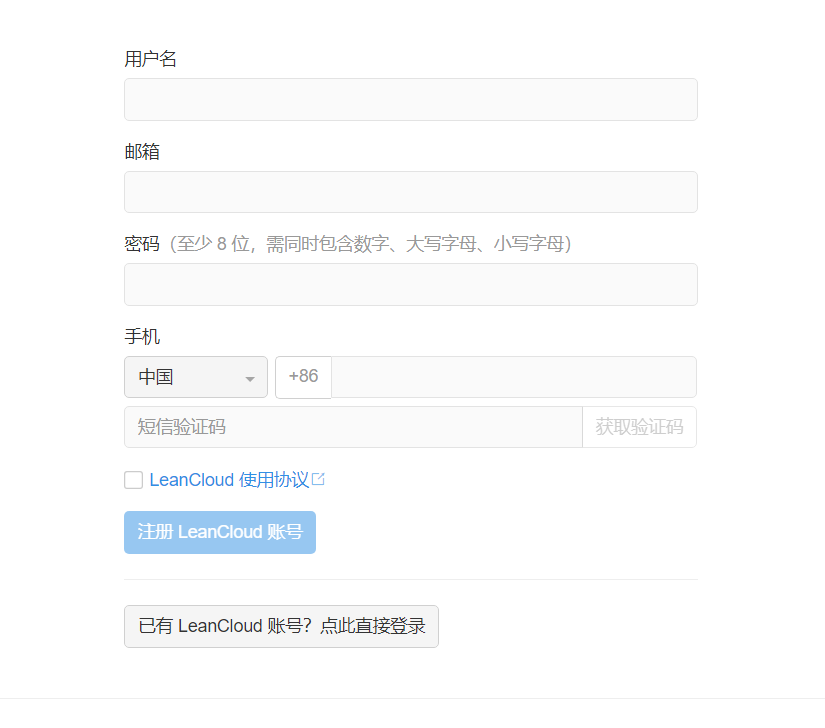 用户名
邮箱
密码（至少 8 位，需同时包含数字、大写字母、小写字母）
手机
中国 +86
短信验证码 获取验证码
LeanCloud 使用协议
注册 LeanCloud 账号
已有 LeanCloud 账号？点此直接登录